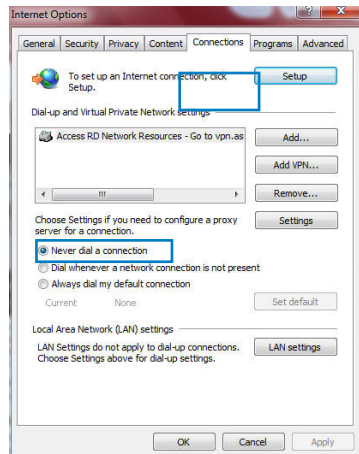 Internet Options
General Security Privacy Content Connections Programs Advanced
To set up an Internet connection, click
Setup.
Setup
Dial-up and Virtual Private Network settings
Access RD Network Resources - Go to vpn.as
Add...
Add VPN...
Remove...
Choose Settings if you need to configure a proxy
server for a connection.
Settings
Never dial a connection
Dial whenever a network connection is not present
Always dial my default connection
Current None Set default
Local Area Network (LAN) settings
LAN Settings do not apply to dial-up connections.
Choose Settings above for dial-up settings.
LAN settings
OK Cancel Apply